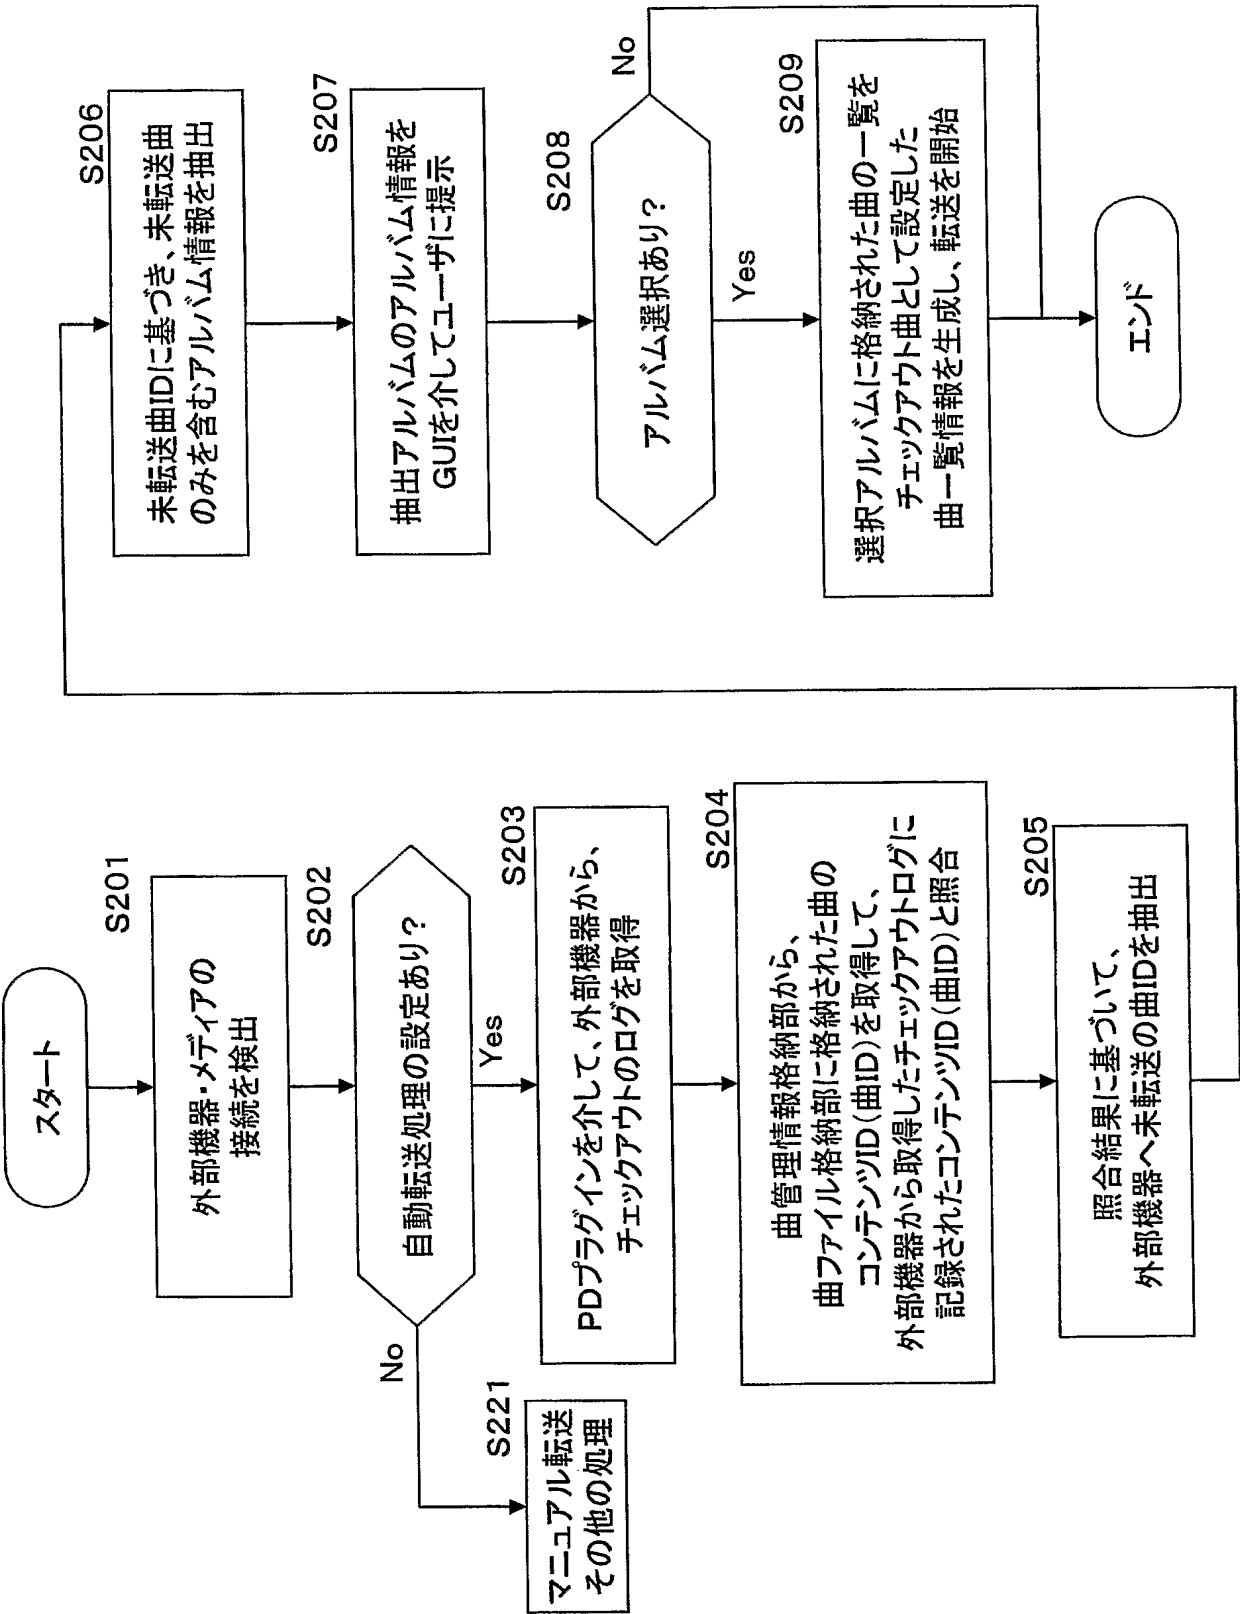 スタート
S201
外部機器・メディアの
接続を検出
S202
自動転送処理の設定あり？
No
Yes
S221
マニュアル転送
その他の処理
S203
PDプラグインを介して、外部機器から、
チェックアウトのログを取得
S204
曲管理情報格納部から、
曲ファイル格納部に格納された曲の
コンテンツID(曲ID)を取得して、
外部機器から取得したチェックアウトログに
記録されたコンテンツID(曲ID)と照合
S205
照合結果に基づいて、
外部機器へ未転送の曲IDを抽出
S206
未転送曲IDに基づき、未転送曲
のみを含むアルバム情報を抽出
S207
抽出アルバムのアルバム情報を
GUIを介してユーザに提示
S208
アルバム選択あり？
No
Yes
S209
選択アルバムに格納された曲の一覧を
チェックアウト曲として設定した
曲一覧情報を生成し、転送を開始
エンド